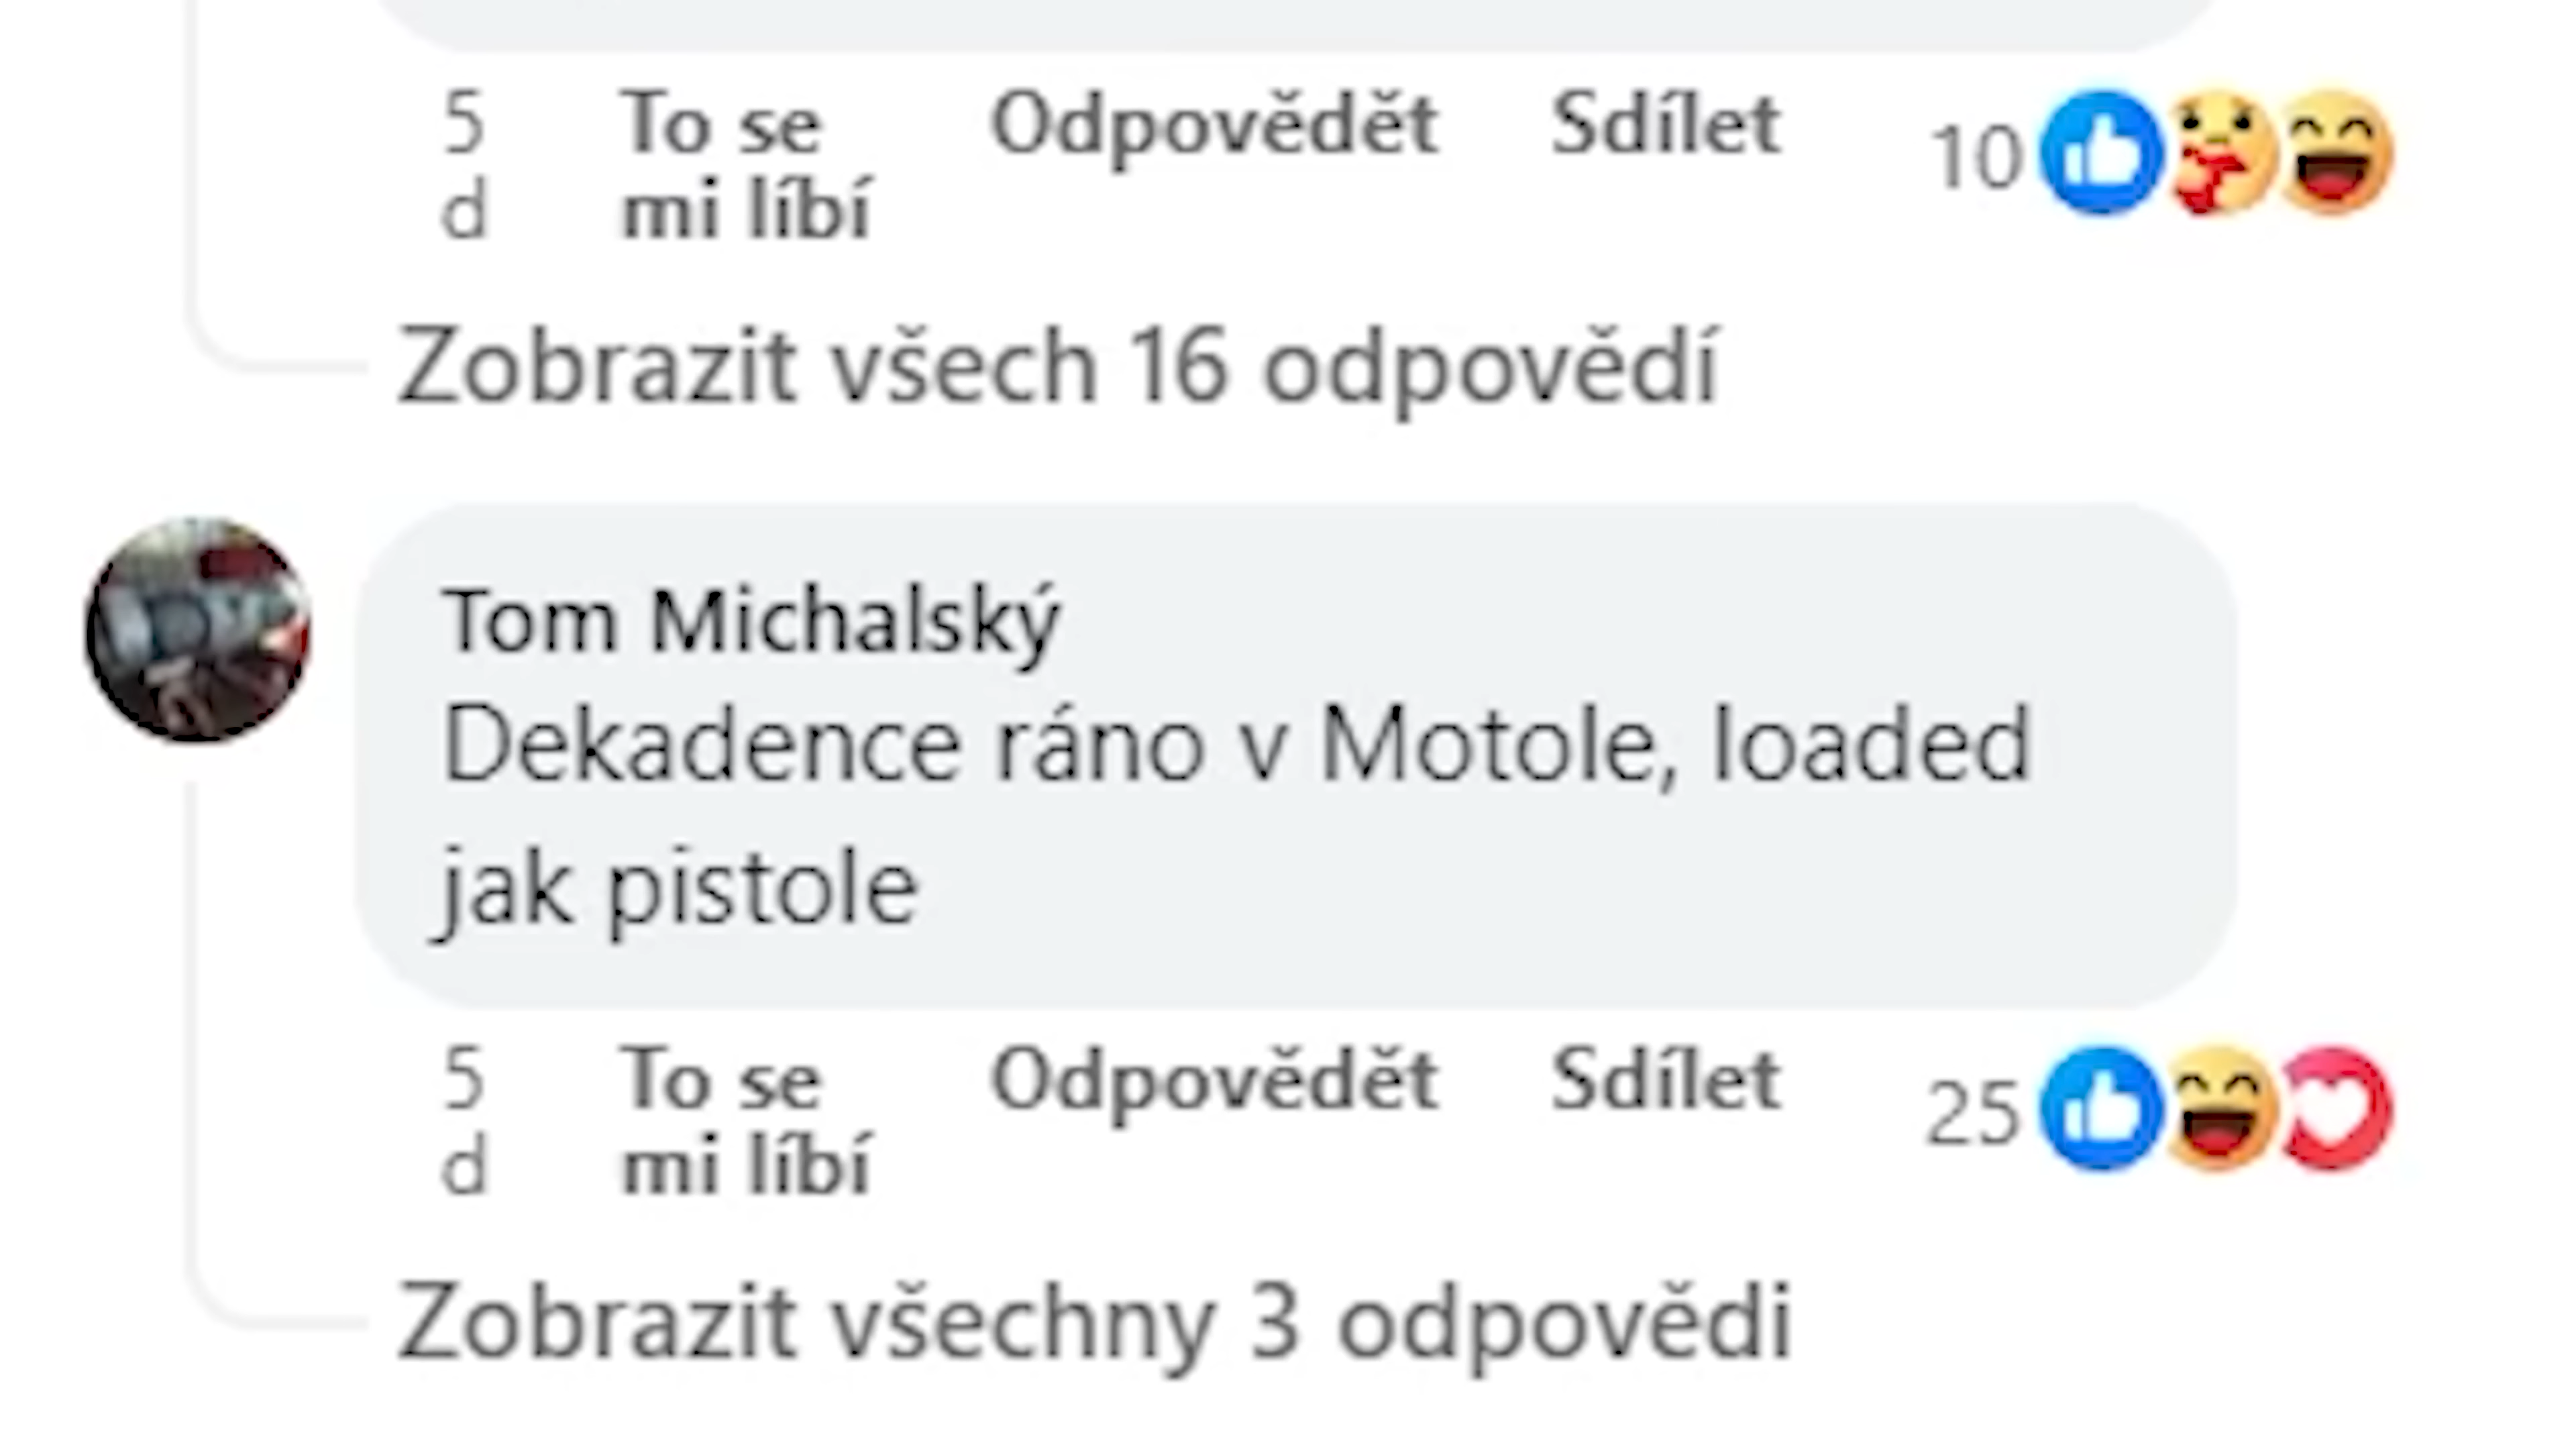 5 To se Odpovědět Sdílet 10
d mi líbí
Zobrazit všech 16 odpovědí
Tom Michalský
Dekadence ráno v Motole, loaded
jak pistole
5 To se Odpovědět Sdílet 25
d mi líbí
Zobrazit všechny 3 odpovědi